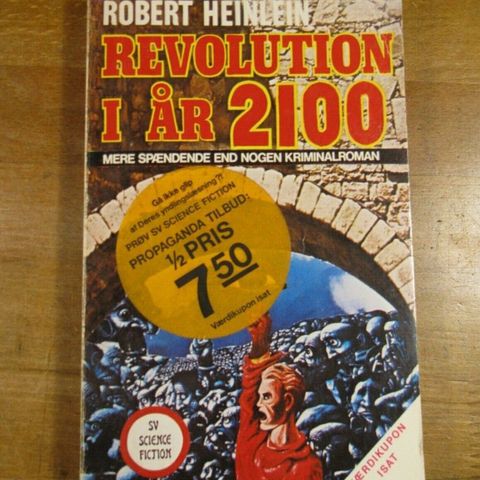 ROBERT HEINLEIN
REVOLUTION
I ÅR 2100
MERE SPÆNDENDE END NOGEN KRIMINALROMAN
Gå ikke glip
af Deres yndlingslæsning?!
PRØV SV SCIENCE FICTION
PROPAGANDA TILBUD:
1/2 PRIS
7 50
Værdikupon isat
SV
SCIENCE
FICTION
ÆRDIKUPON
ISAT